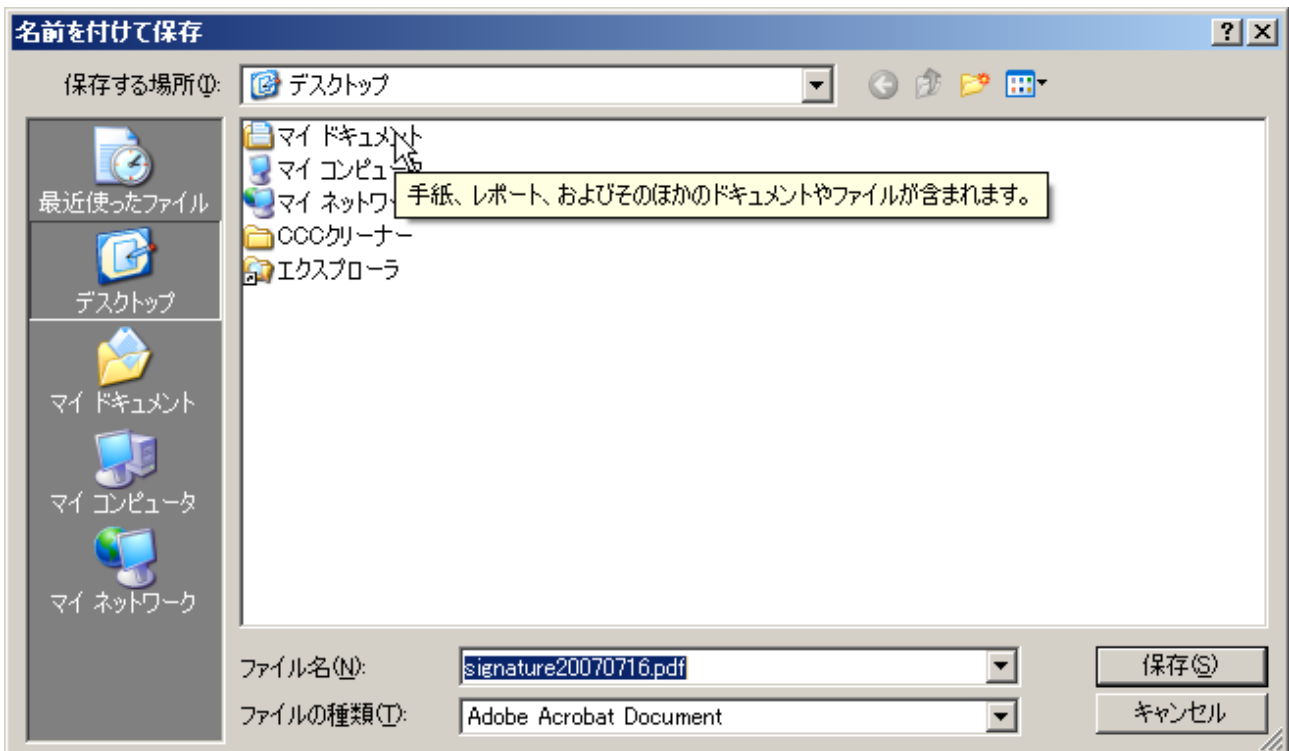 名前を付けて保存
保存する場所(I):
デスクトップ
最近使ったファイル
デスクトップ
マイ ドキュメント
マイ コンピュータ
マイ ネットワーク
マイ ドキュメント
マイ コンピュ
マイ ネットワ
手紙、レポート、およびそのほかのドキュメントやファイルが含まれます。
CCCクリーナー
エクスプローラ
ファイル名(N):
signature20070716.pdf
保存(S)
ファイルの種類(T):
Adobe Acrobat Document
キャンセル